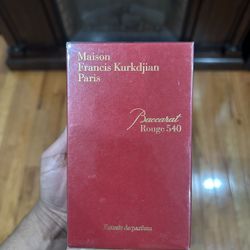 Maison
Francis Kurkdjian
Paris
Baccarat
Rouge 540
Extrait de parfum